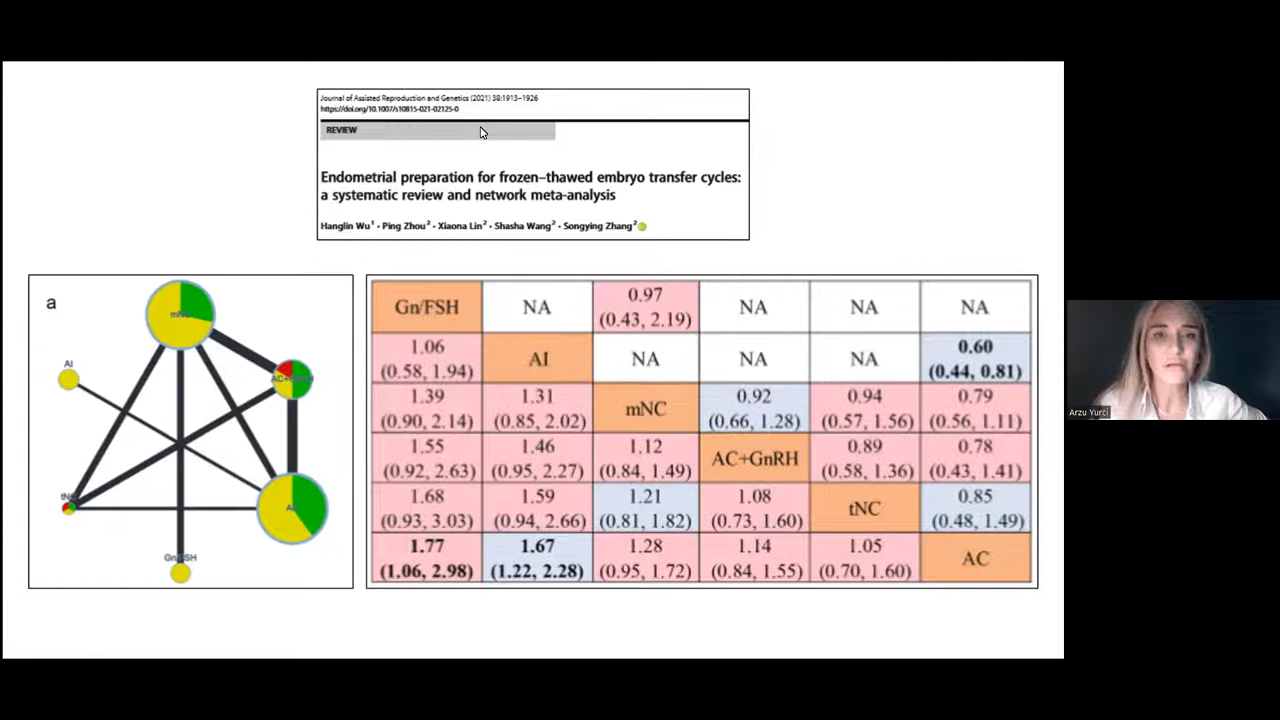 Journal of Assisted Reproduction and Genetics (2021) 38:1913–1926
https://doi.org/10.1007/s10815-021-02125-0
REVIEW
Endometrial preparation for frozen–thawed embryo transfer cycles:
a systematic review and network meta-analysis
Hanglin Wu1 · Ping Zhou2 · Xiaona Lin2 · Shasha Wang2 · Songying Zhang2
a
AI
Gn/FSH
Gn/FSH NA 0.97 NA NA NA
(0.43, 2.19)
1.06 AI NA NA NA 0.60
(0.58, 1.94) (0.44, 0.81)
1.39 1.31 mNC 0.92 0.94 0.79
(0.90, 2.14) (0.85, 2.02) (0.66, 1.28) (0.57, 1.56) (0.56, 1.11)
1.55 1.46 1.12 AC+GnRH 0.89 0.78
(0.92, 2.63) (0.95, 2.27) (0.84, 1.49) (0.58, 1.36) (0.43, 1.41)
1.68 1.59 1.21 1.08 tNC 0.85
(0.93, 3.03) (0.94, 2.66) (0.81, 1.82) (0.73, 1.60) (0.48, 1.49)
1.77 1.67 1.28 1.14 1.05 AC
(1.06, 2.98) (1.22, 2.28) (0.95, 1.72) (0.84, 1.55) (0.70, 1.60)
Arzu Yurci